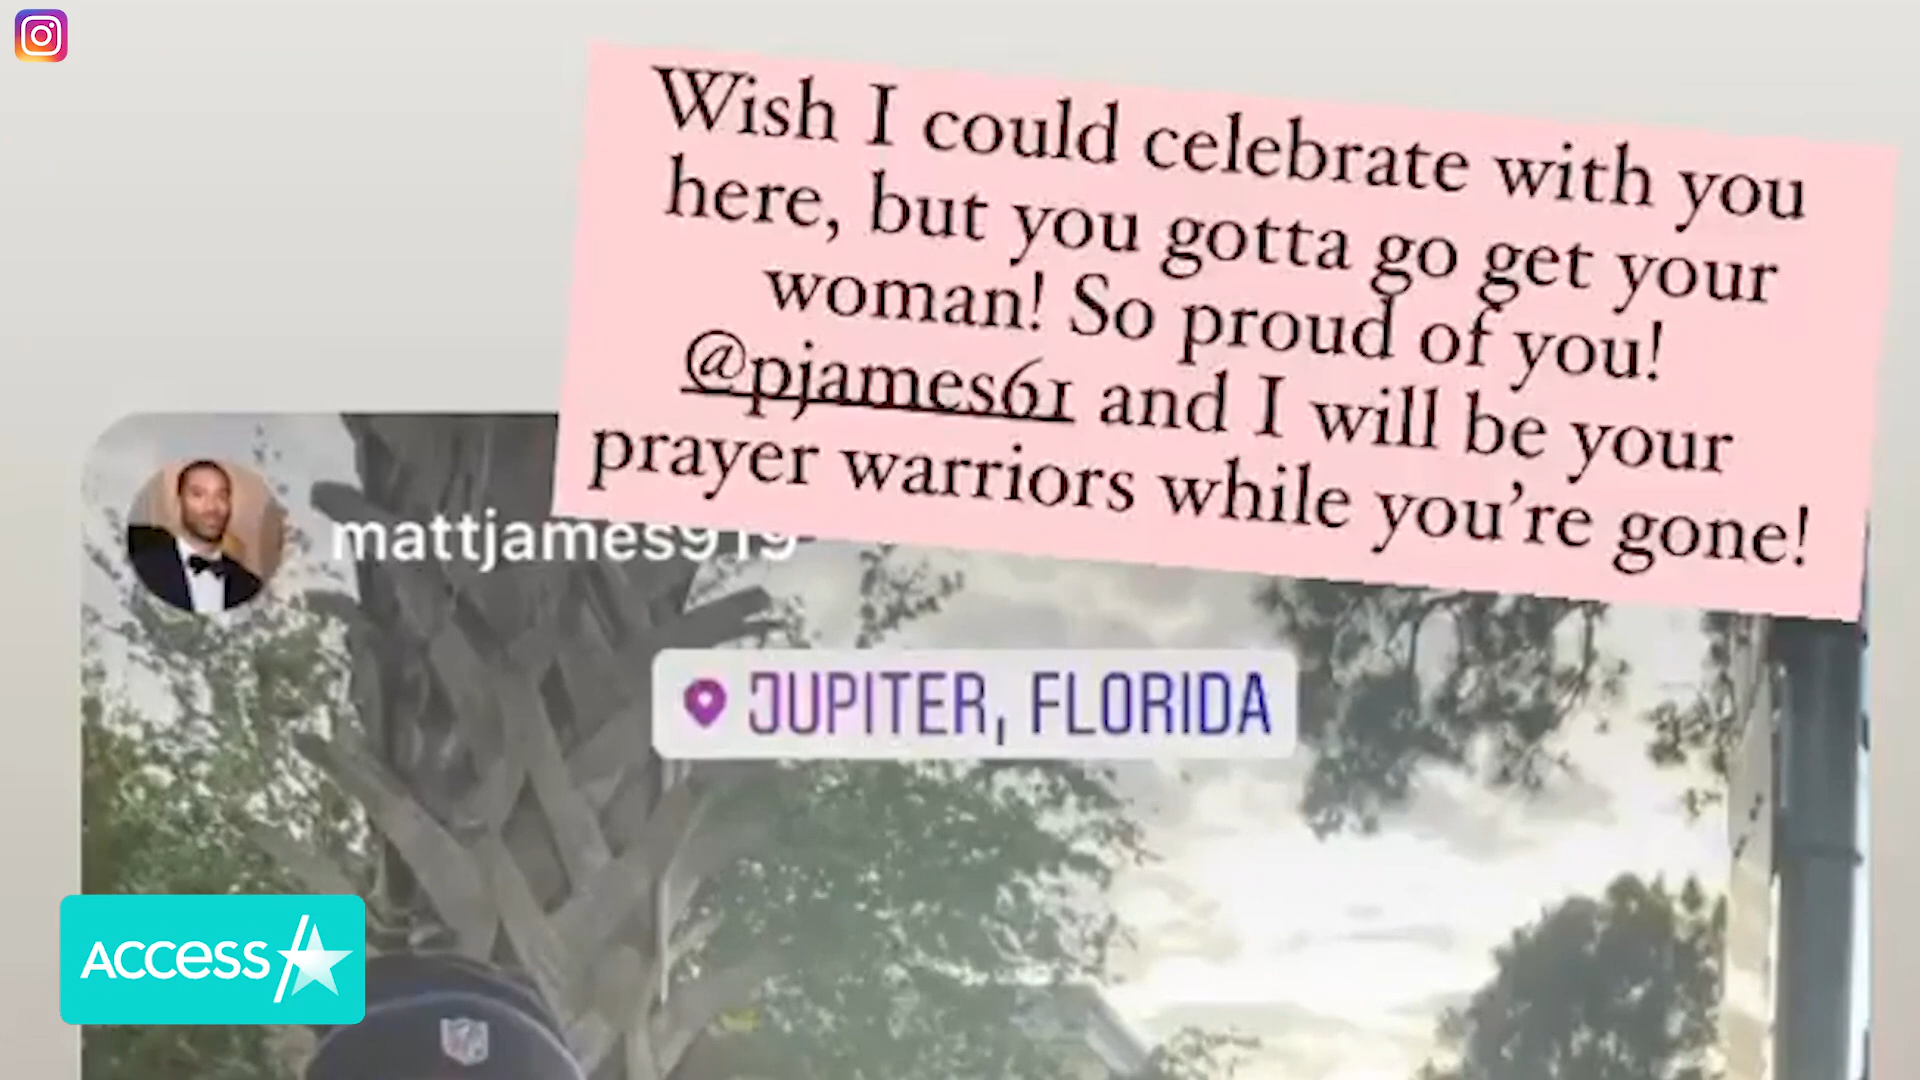 Wish I could celebrate with you
here, but you gotta go get your
woman! So proud of you!
@pjames61 and I will be your
prayer warriors while you're gone!
mattjames919
JUPITER, FLORIDA
ACCESS
NFL